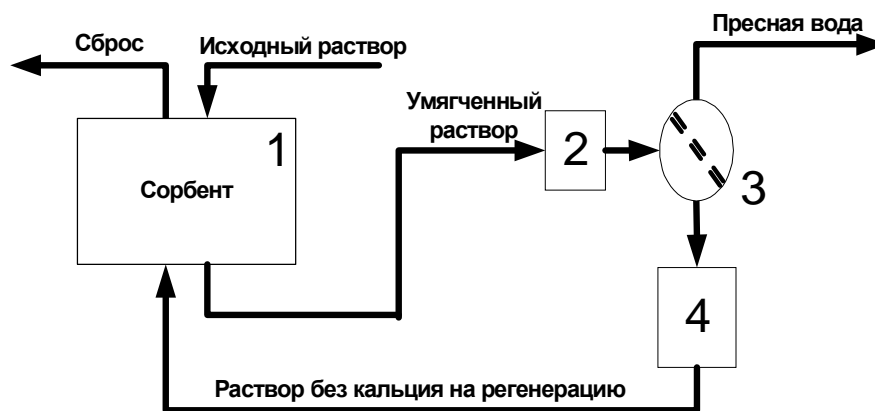 Пресная вода
Сброс
Исходный раствор
Умягченный
раствор
1
2
3
Сорбент
4
Раствор без кальция на регенерацию